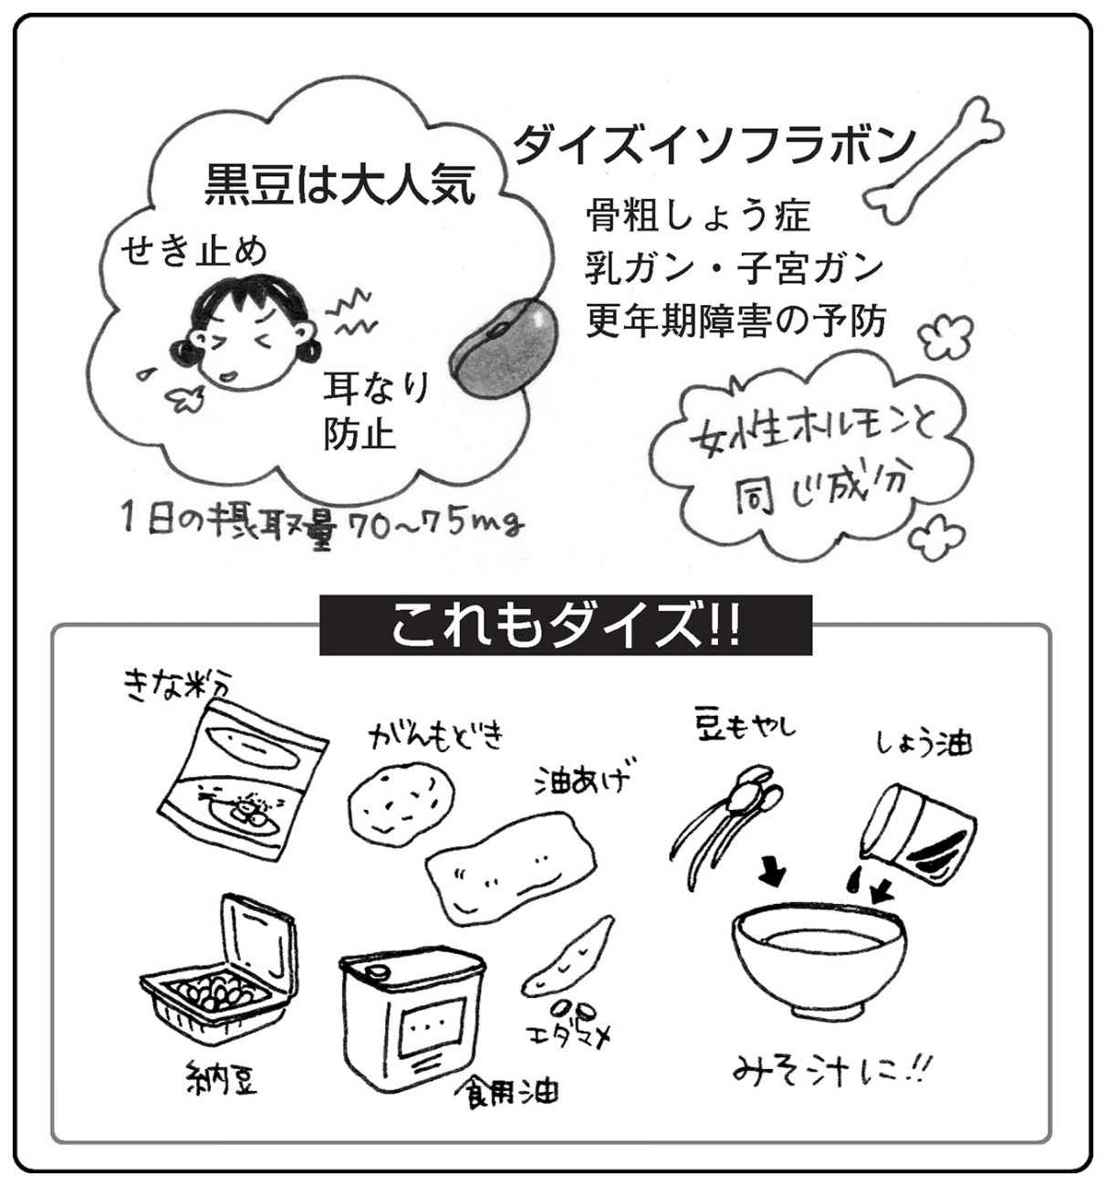 黒豆は大人気
せき止め
耳なり
防止
1日の摂取量70~75mg
ダイズイソフラボン
骨粗しょう症
乳ガン・子宮ガン
更年期障害の予防
女性ホルモンと
同じ成分
これもダイズ!!
きな粉
がんもどき
油あげ
豆もやし
しょう油
納豆
食用油
エダマメ
みそ汁に!!